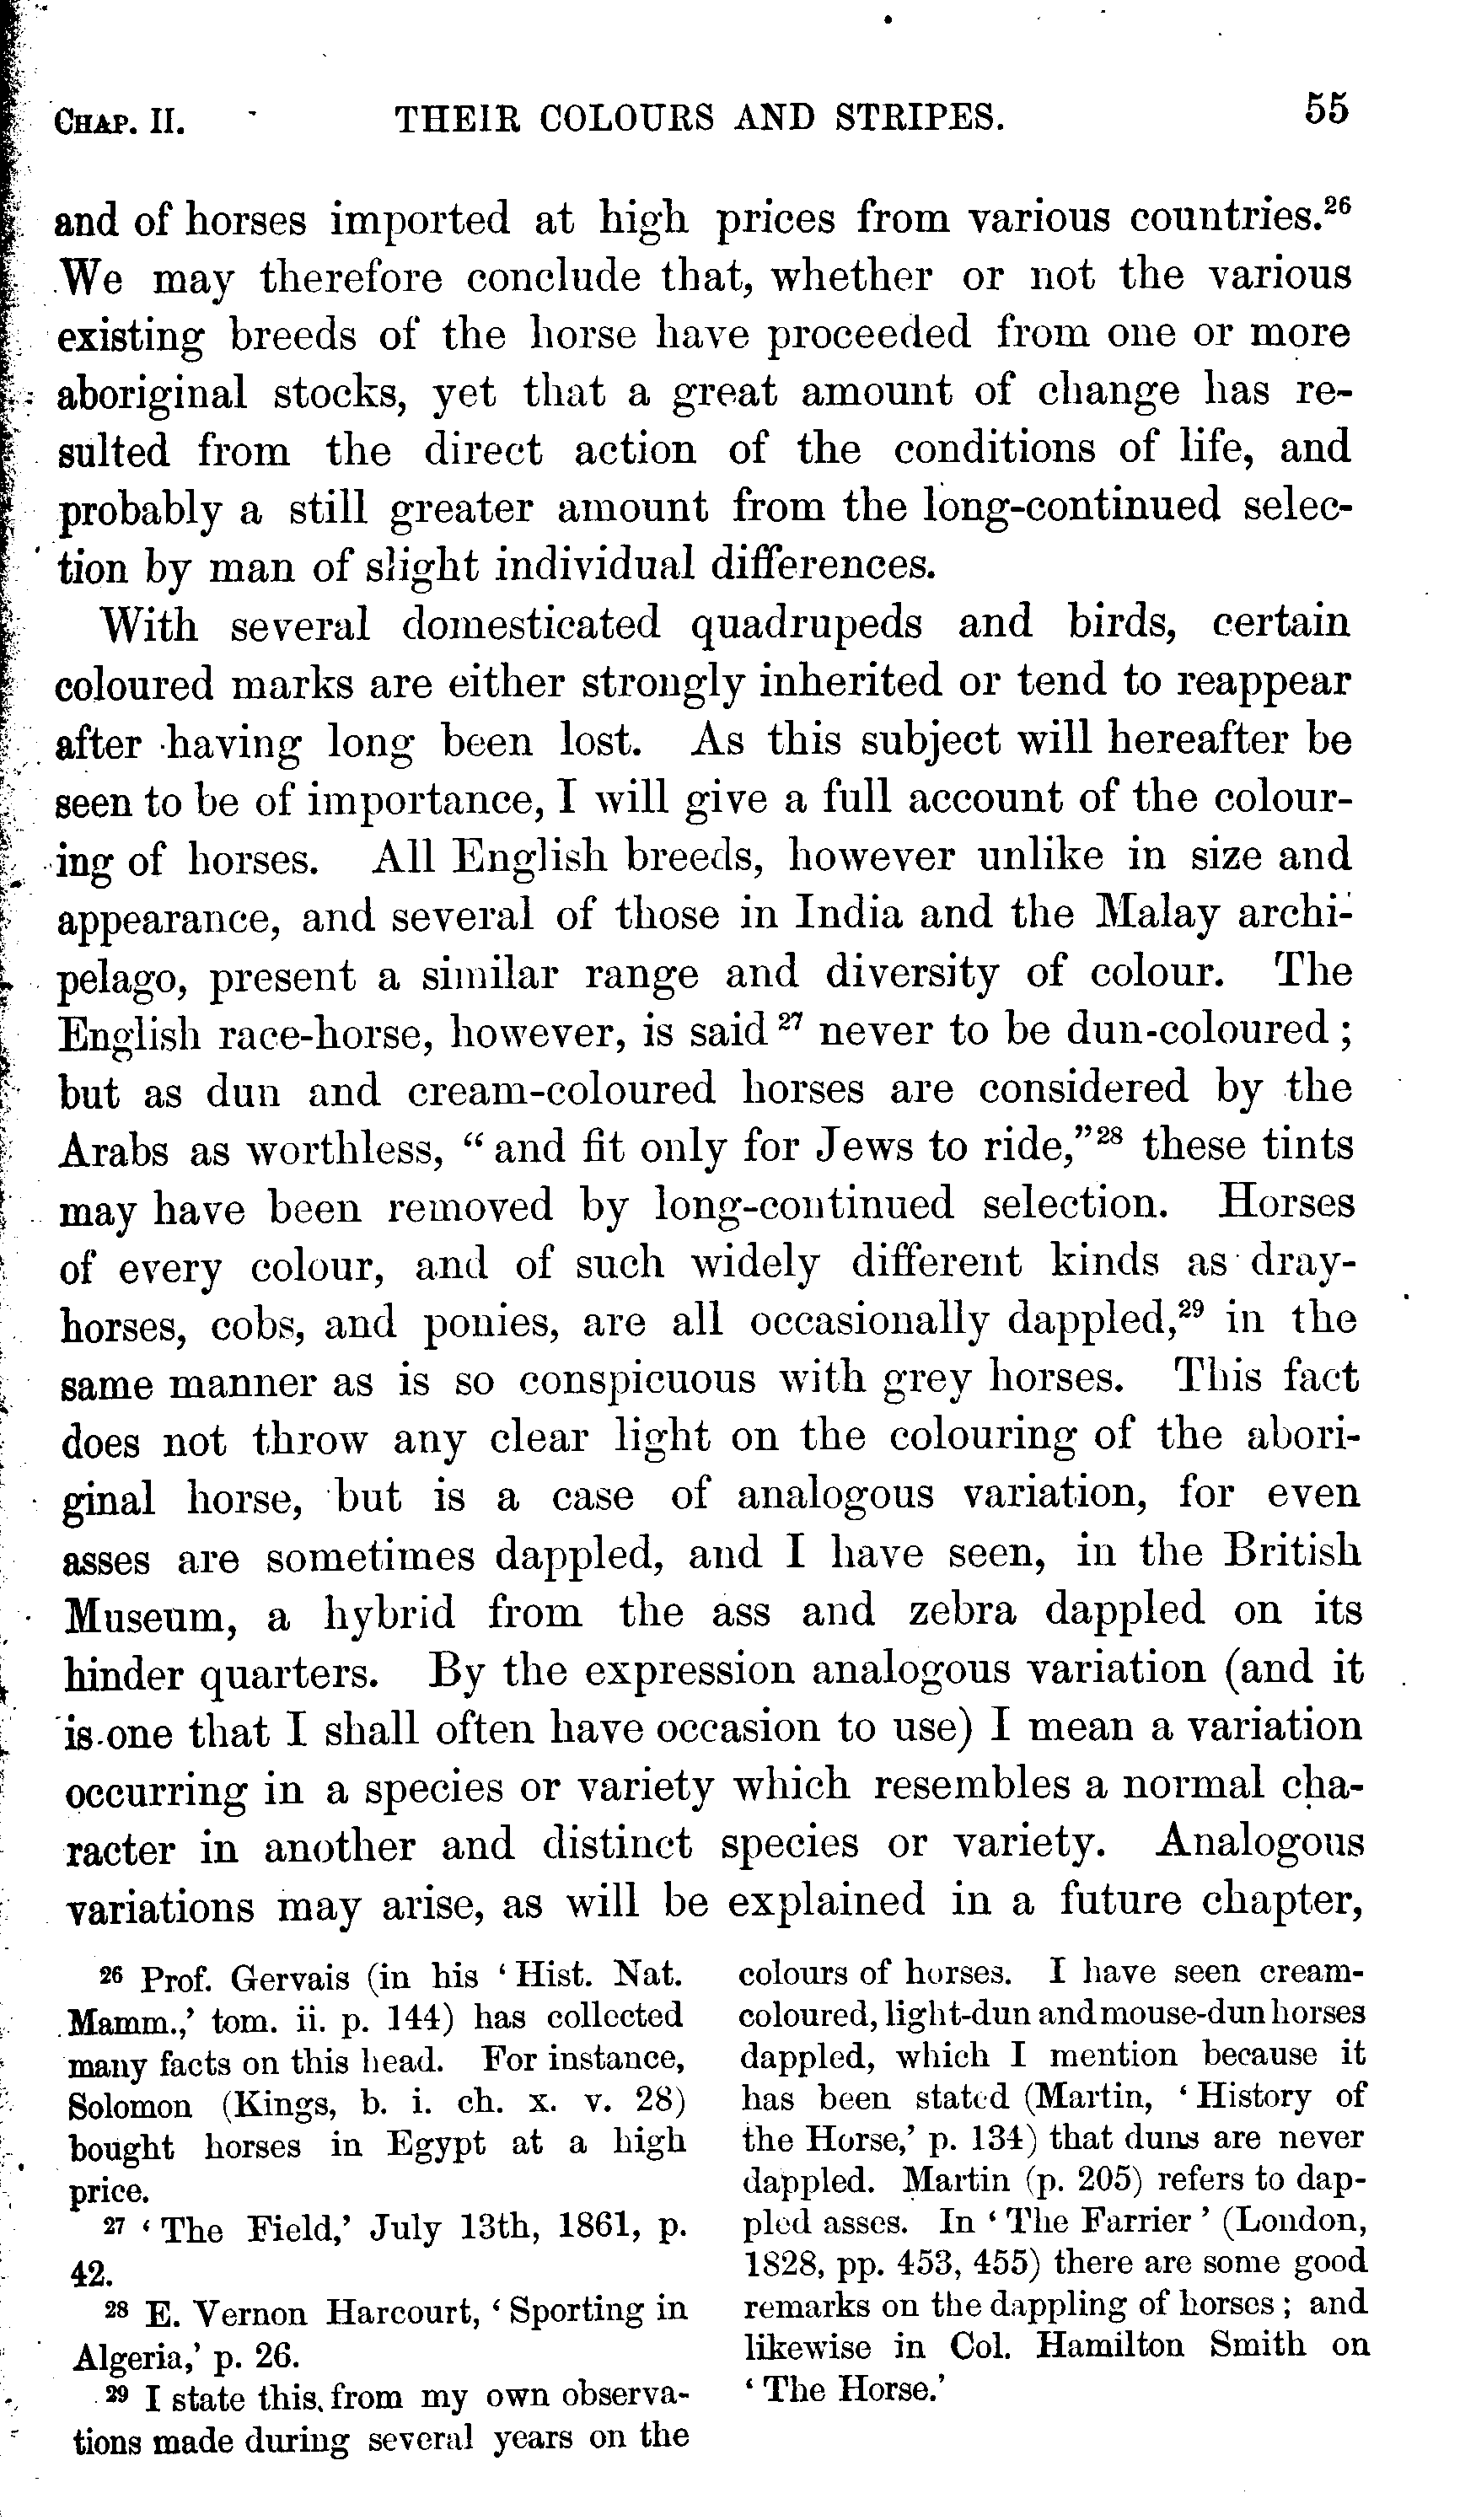 CHAP. II. THEIR COLOURS AND STRIPES. 55
and of horses imported at high prices from various countries.²⁶
We may therefore conclude that, whether or not the various
existing breeds of the horse have proceeded from one or more
aboriginal stocks, yet that a great amount of change has re-
sulted from the direct action of the conditions of life, and
probably a still greater amount from the long-continued selec-
tion by man of slight individual differences.
With several domesticated quadrupeds and birds, certain
coloured marks are either strongly inherited or tend to reappear
after having long been lost. As this subject will hereafter be
seen to be of importance, I will give a full account of the colour-
ing of horses. All English breeds, however unlike in size and
appearance, and several of those in India and the Malay archi-
pelago, present a similar range and diversity of colour. The
English race-horse, however, is said ²⁷ never to be dun-coloured;
but as dun and cream-coloured horses are considered by the
Arabs as worthless, “and fit only for Jews to ride,”²⁸ these tints
may have been removed by long-continued selection. Horses
of every colour, and of such widely different kinds as dray-
horses, cobs, and ponies, are all occasionally dappled,²⁹ in the
same manner as is so conspicuous with grey horses. This fact
does not throw any clear light on the colouring of the abori-
ginal horse, but is a case of analogous variation, for even
asses are sometimes dappled, and I have seen, in the British
Museum, a hybrid from the ass and zebra dappled on its
hinder quarters. By the expression analogous variation (and it
is one that I shall often have occasion to use) I mean a variation
occurring in a species or variety which resembles a normal cha-
racter in another and distinct species or variety. Analogous
variations may arise, as will be explained in a future chapter,
²⁶ Prof. Gervais (in his ‘Hist. Nat.
Mamm.,’ tom. ii. p. 144) has collected
many facts on this head. For instance,
Solomon (Kings, b. i. ch. x. v. 28)
bought horses in Egypt at a high
price.
²⁷ ‘The Field,’ July 13th, 1861, p.
42.
²⁸ E. Vernon Harcourt, ‘Sporting in
Algeria,’ p. 26.
²⁹ I state this from my own observa-
tions made during several years on the
colours of horses. I have seen cream-
coloured, light-dun and mouse-dun horses
dappled, which I mention because it
has been stated (Martin, ‘History of
the Horse,’ p. 134) that duns are never
dappled. Martin (p. 205) refers to dap-
pled asses. In ‘The Farrier’ (London,
1828, pp. 453, 455) there are some good
remarks on the dappling of horses; and
likewise in Col. Hamilton Smith on
‘The Horse.’